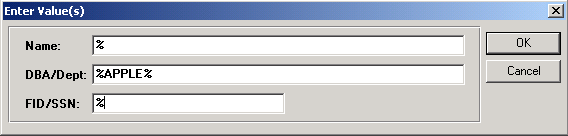 Enter Value(s)
Name: %
OK
DBA/Dept: %APPLE%
Cancel
FID/SSN: %